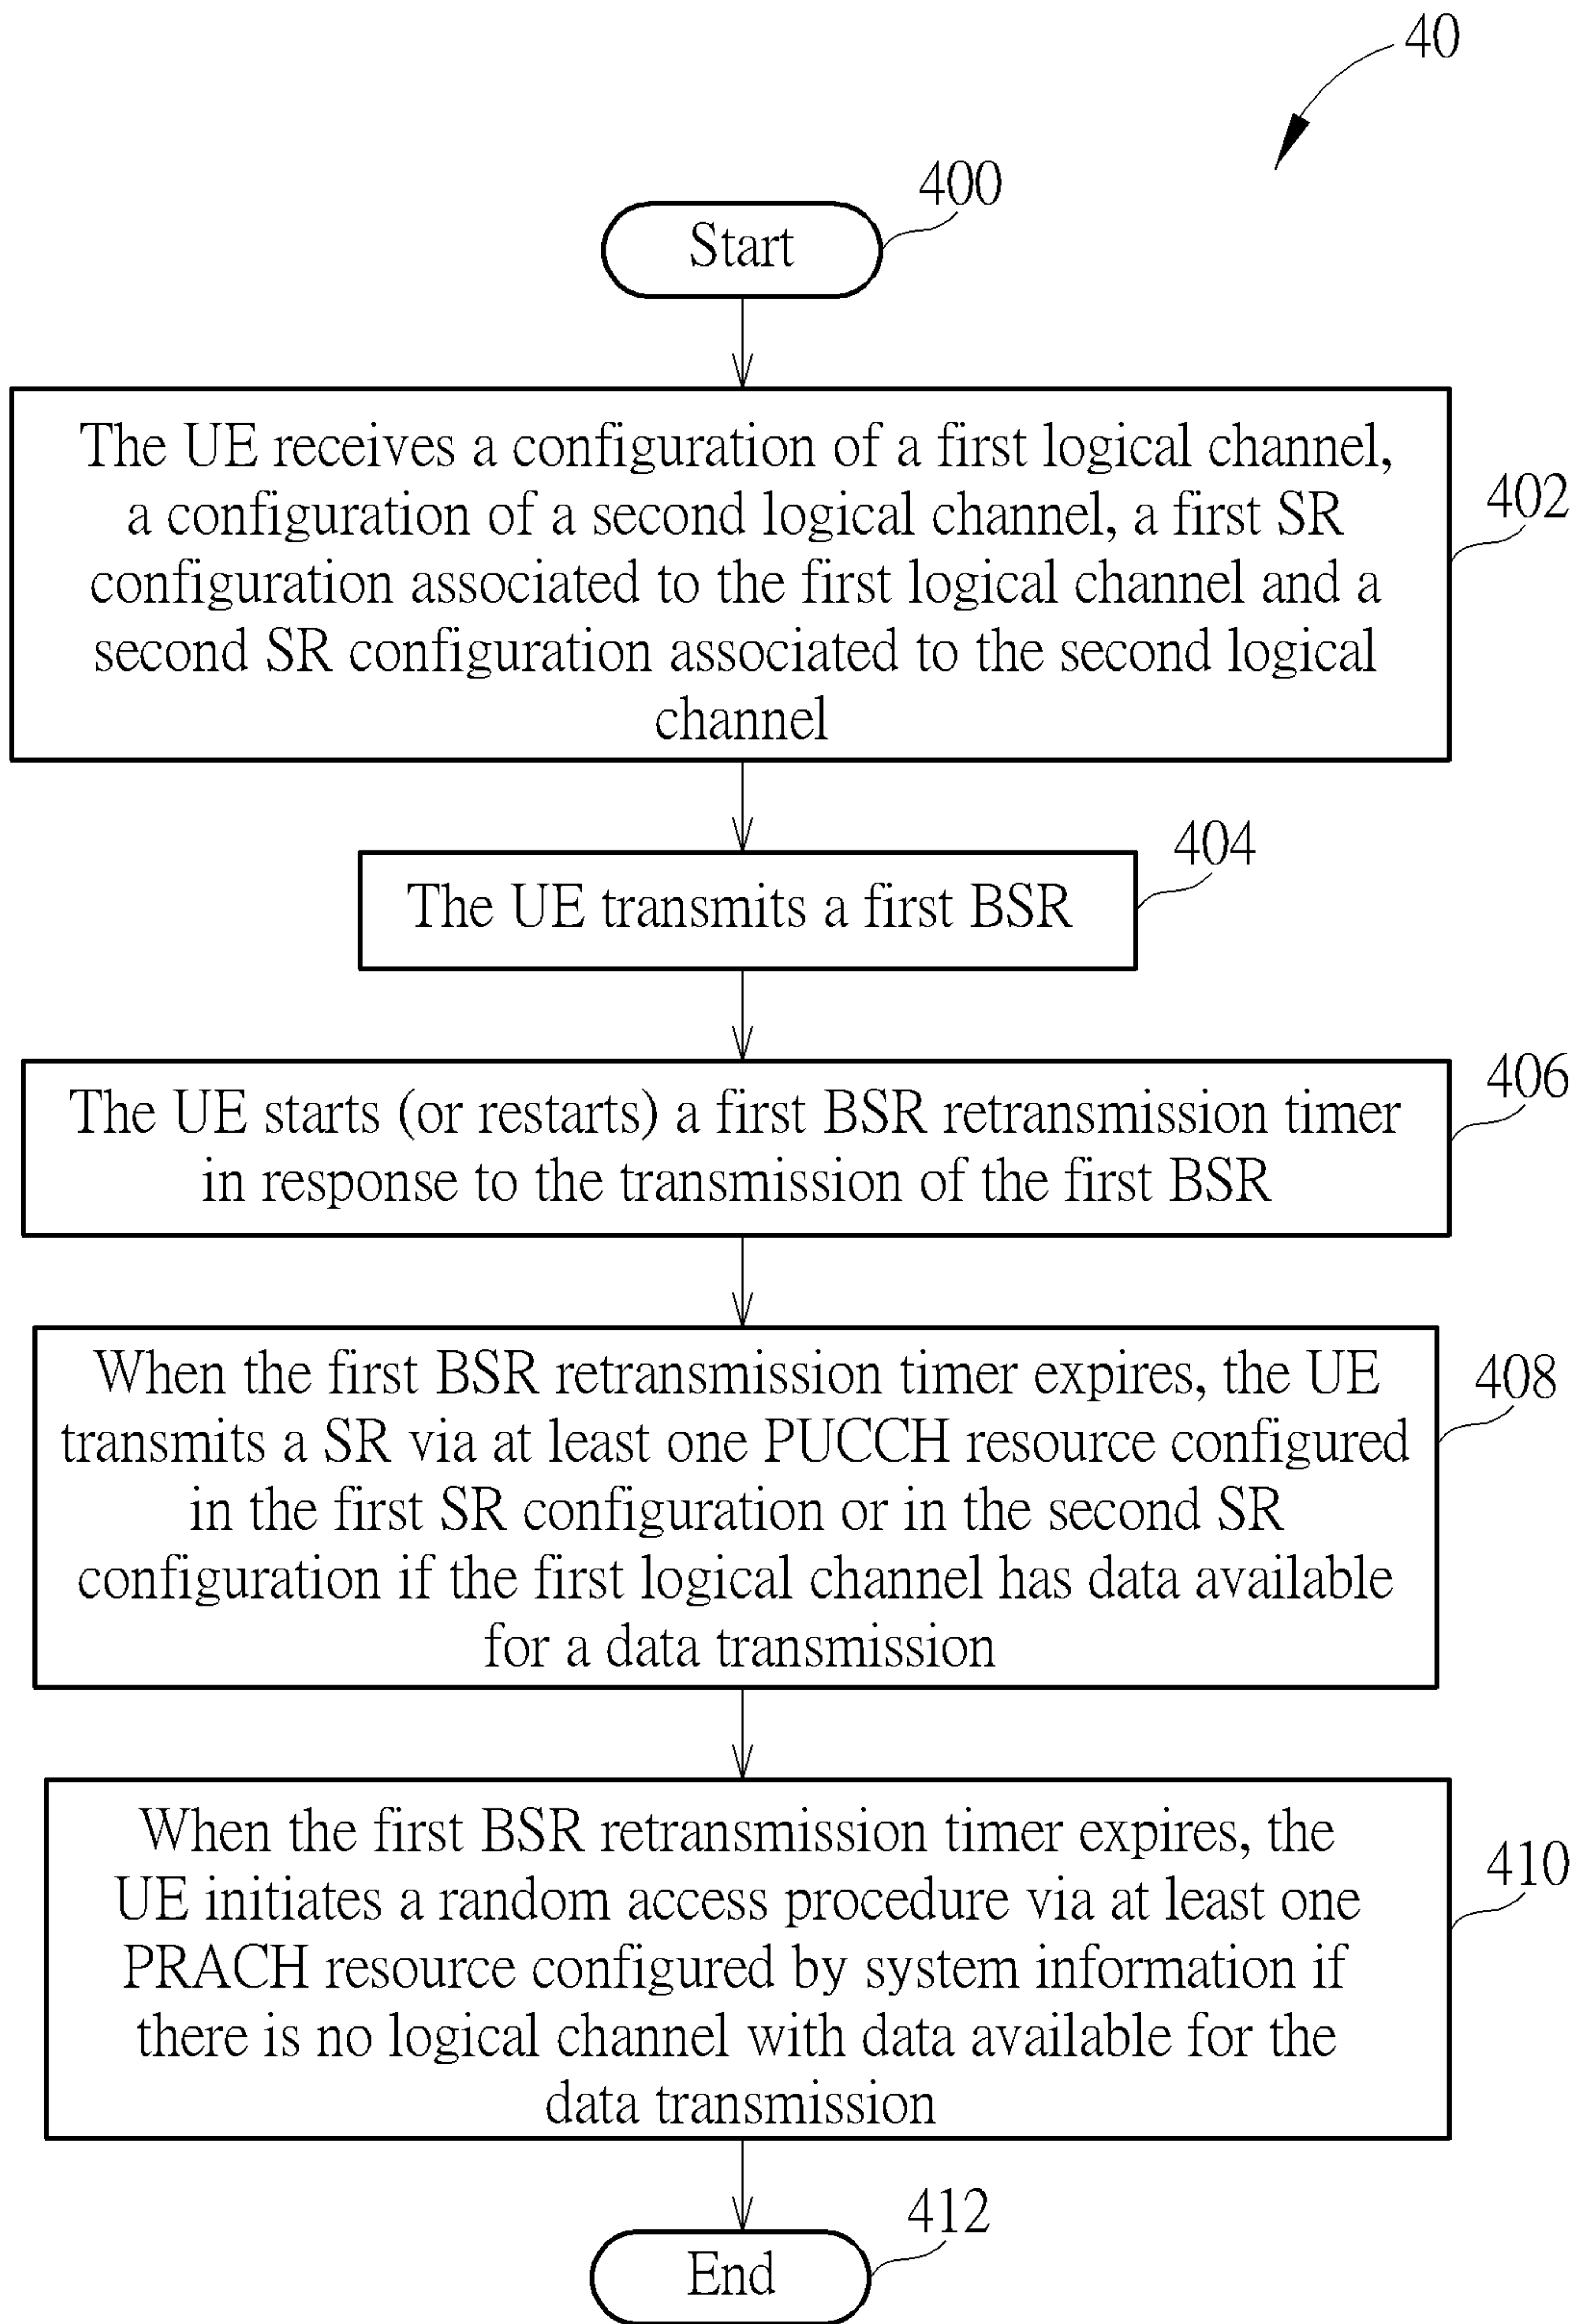 40
400
Start
The UE receives a configuration of a first logical channel,
a configuration of a second logical channel, a first SR
configuration associated to the first logical channel and a
second SR configuration associated to the second logical
channel
402
404
The UE transmits a first BSR
406
The UE starts (or restarts) a first BSR retransmission timer
in response to the transmission of the first BSR
When the first BSR retransmission timer expires, the UE
transmits a SR via at least one PUCCH resource configured
in the first SR configuration or in the second SR
configuration if the first logical channel has data available
for a data transmission
408
When the first BSR retransmission timer expires, the
UE initiates a random access procedure via at least one
PRACH resource configured by system information if
there is no logical channel with data available for the
data transmission
410
412
End